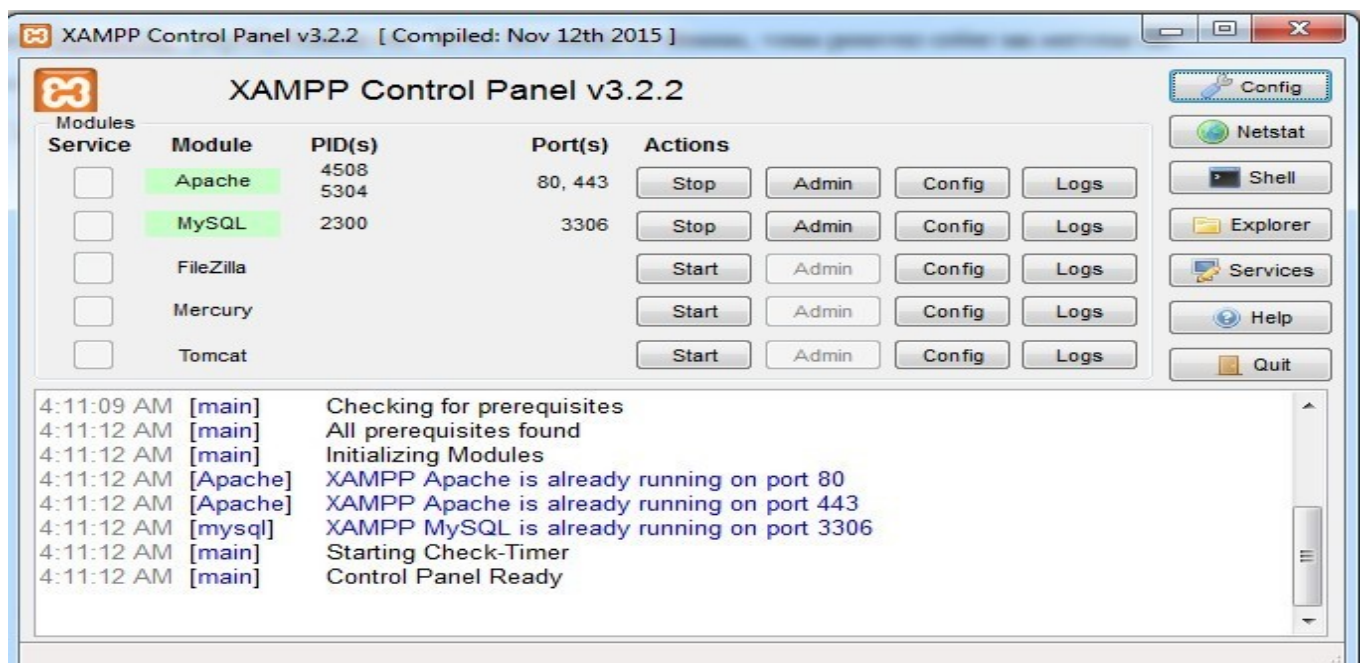 XAMPP Control Panel v3.2.2 [ Compiled: Nov 12th 2015 ]
XAMPP Control Panel v3.2.2
Config
Modules
Service Module PID(s) Port(s) Actions
Netstat
Apache 4508 5304 80, 443 Stop Admin Config Logs
Shell
MySQL 2300 3306 Stop Admin Config Logs
Explorer
FileZilla Start Admin Config Logs
Services
Mercury Start Admin Config Logs
Help
Tomcat Start Admin Config Logs
Quit
4:11:09 AM [main] Checking for prerequisites
4:11:12 AM [main] All prerequisites found
4:11:12 AM [main] Initializing Modules
4:11:12 AM [Apache] XAMPP Apache is already running on port 80
4:11:12 AM [Apache] XAMPP Apache is already running on port 443
4:11:12 AM [mysql] XAMPP MySQL is already running on port 3306
4:11:12 AM [main] Starting Check-Timer
4:11:12 AM [main] Control Panel Ready